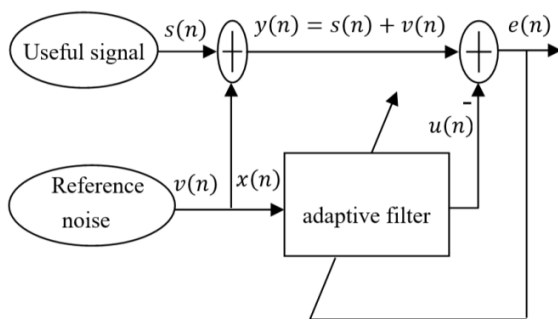 Useful signal
s(n)
y(n) = s(n) + v(n)
e(n)
u(n)
-
Reference
noise
v(n)
x(n)
adaptive filter